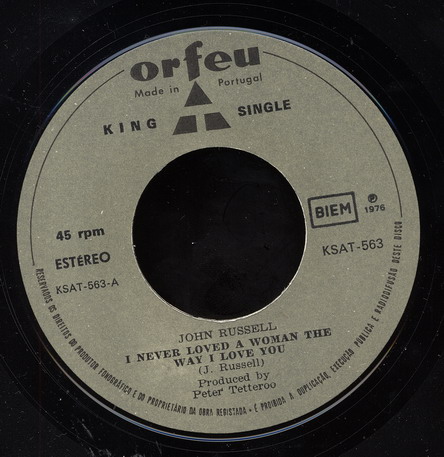 orfeu
Made in Portugal
KING SINGLE
45 rpm
ESTÉREO
KSAT-563-A
BIEM
Ⓟ
1976
KSAT-563
JOHN RUSSELL
I NEVER LOVED A WOMAN THE
WAY I LOVE YOU
(J. Russell)
Produced by
Peter Tetteroo
RESERVADOS OS DIREITOS DO PRODUTOR FONOGRÁFICO E DO PROPRIETÁRIO DA OBRA REGISTADA - É PROIBIDA A DUPLICAÇÃO, EXECUÇÃO PÚBLICA E RADIODIFUSÃO DESTE DISCO